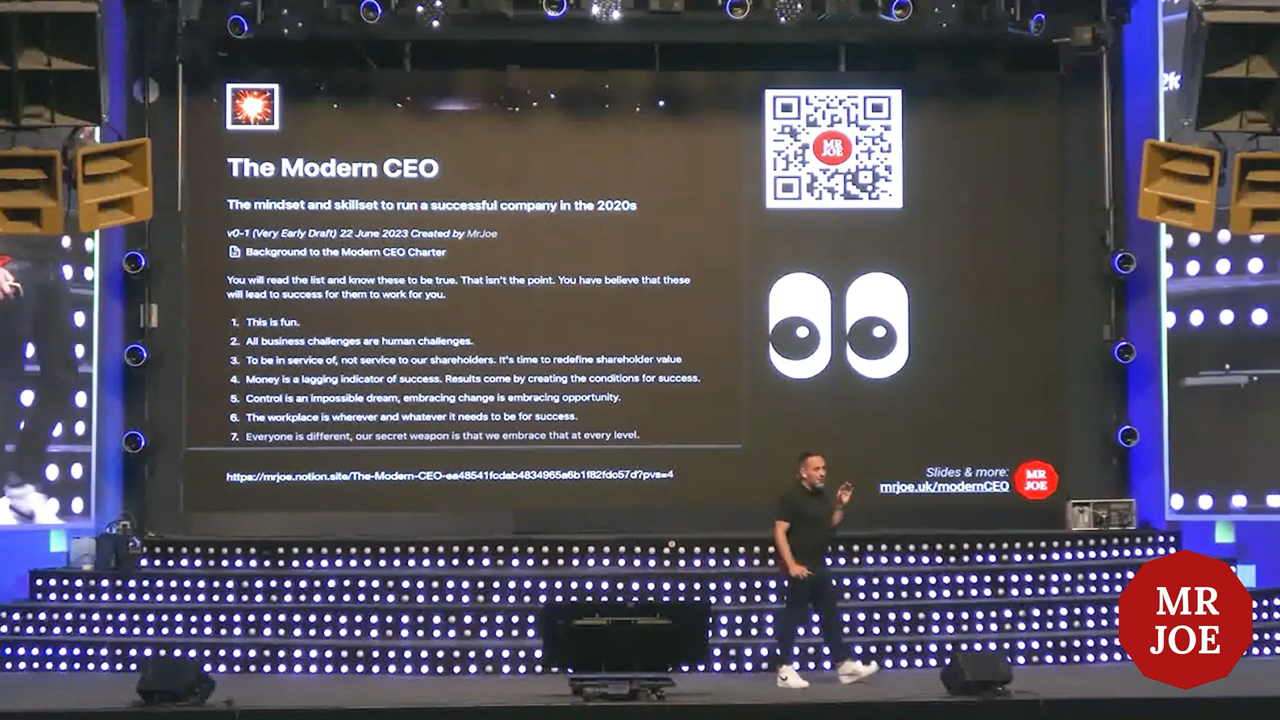 The Modern CEO
The mindset and skillset to run a successful company in the 2020s
v0-1 (Very Early Draft) 22 June 2023 Created by MrJoe
Background to the Modern CEO Charter
You will read the list and know these to be true. That isn't the point. You have believe that these
will lead to success for them to work for you.
1. This is fun.
2. All business challenges are human challenges.
3. To be in service of, not service to our shareholders. It's time to redefine shareholder value
4. Money is a lagging indicator of success. Results come by creating the conditions for success.
5. Control is an impossible dream, embracing change is embracing opportunity.
6. The workplace is wherever and whatever it needs to be for success.
7. Everyone is different, our secret weapon is that we embrace that at every level.
https://mrjoe.notion.site/The-Modern-CEO-ea48541fcdab4834965a6b1f82fdc57d?pvs=4
MR
JOE
Slides & more:
mrjoe.uk/modernCEO
MR
JOE
2k
MR
JOE